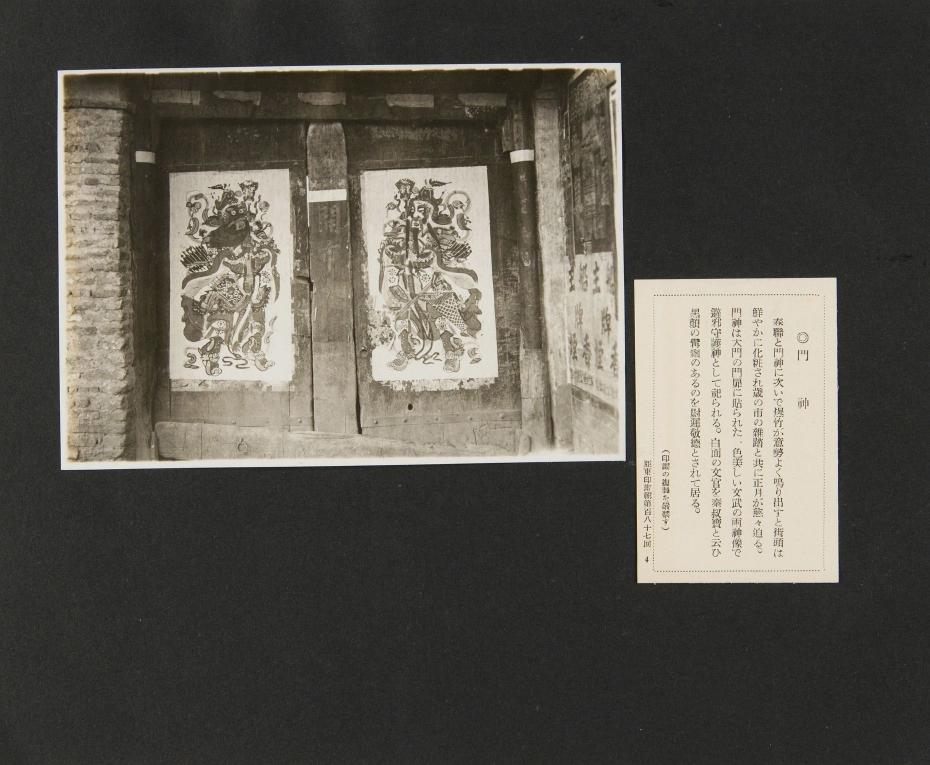 ◎門神
春聯と門神に次いで爆竹が意勢よく鳴り出すと街頭は
鮮やかに化粧され歳の市の雑踏と共に正月が愈々迫る。
門神は大門の門扉に貼られた、色美しい文武の両神像で
避邪守護神として祀られる。白面の文官を秦叔寶と云ひ
黒顔の のあるのを尉遲敬德とされて居る。
(印畫の複製を嚴禁す)
亞東印畫輯第百八十七回 4